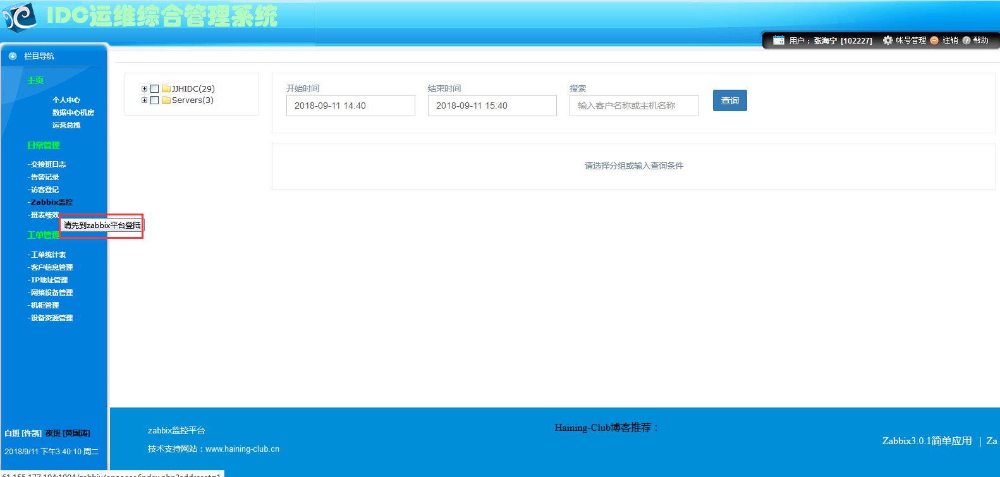 IDC运维综合管理系统
用户：张海宁 [102227] 帐号管理 注销 帮助
栏目导航
主页
个人中心
数据中心机房
运营总揽
日常管理
-交接班日志
-告警记录
-访客登记
-Zabbix监控
-班表绩效
请先到zabbix平台登陆
工单管理
-工单统计表
-客户信息管理
-IP地址管理
-网络设备管理
-机柜管理
-设备资源管理
白班 [许凯] 夜班 [黄国涛]
2018/9/11 下午3:40:10 周二
JJHIDC(29)
Servers(3)
开始时间 结束时间 搜索
2018-09-11 14:40 2018-09-11 15:40 输入客户名称或主机名称 查询
请选择分组或输入查询条件
zabbix监控平台
技术支持网站：www.haining-club.cn
Haining-Club博客推荐：
Zabbix3.0.1简单应用 | Za